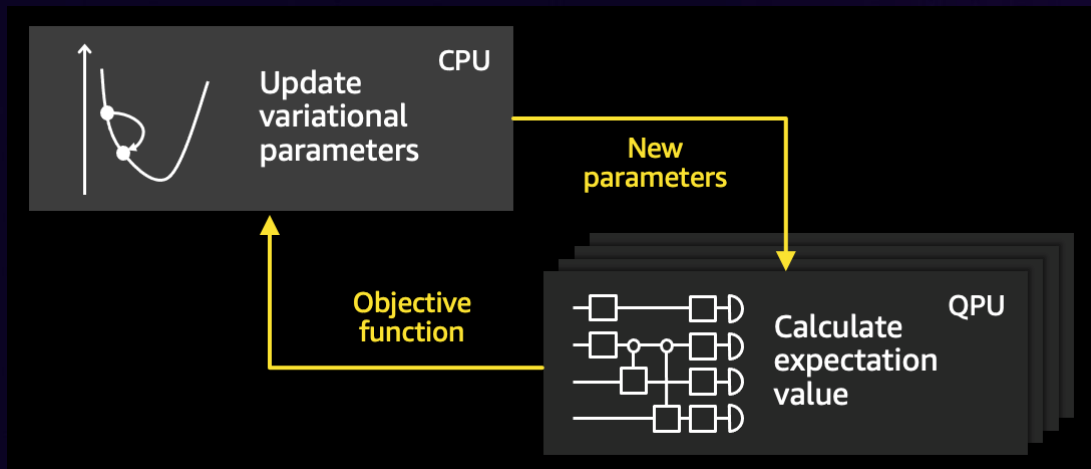 CPU
Update
variational
parameters
New
parameters
Objective
function
QPU
Calculate
expectation
value